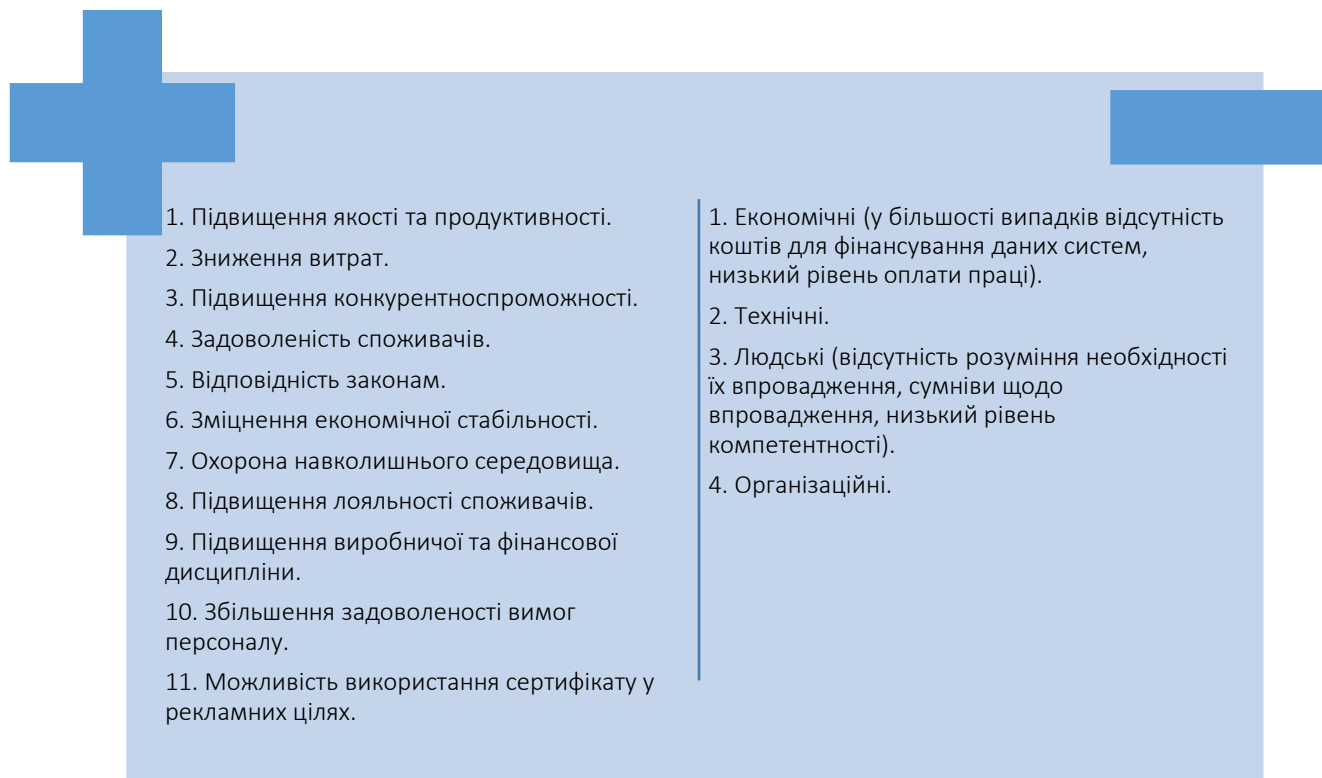 1. Підвищення якості та продуктивності.
2. Зниження витрат.
3. Підвищення конкурентноспроможності.
4. Задоволеність споживачів.
5. Відповідність законам.
6. Зміцнення економічної стабільності.
7. Охорона навколишнього середовища.
8. Підвищення лояльності споживачів.
9. Підвищення виробничої та фінансової
дисципліни.
10. Збільшення задоволеності вимог
персоналу.
11. Можливість використання сертифікату у
рекламних цілях.
1. Економічні (у більшості випадків відсутність
коштів для фінансування даних систем,
низький рівень оплати праці).
2. Технічні.
3. Людські (відсутність розуміння необхідності
їх впровадження, сумніви щодо
впровадження, низький рівень
компетентності).
4. Організаційні.